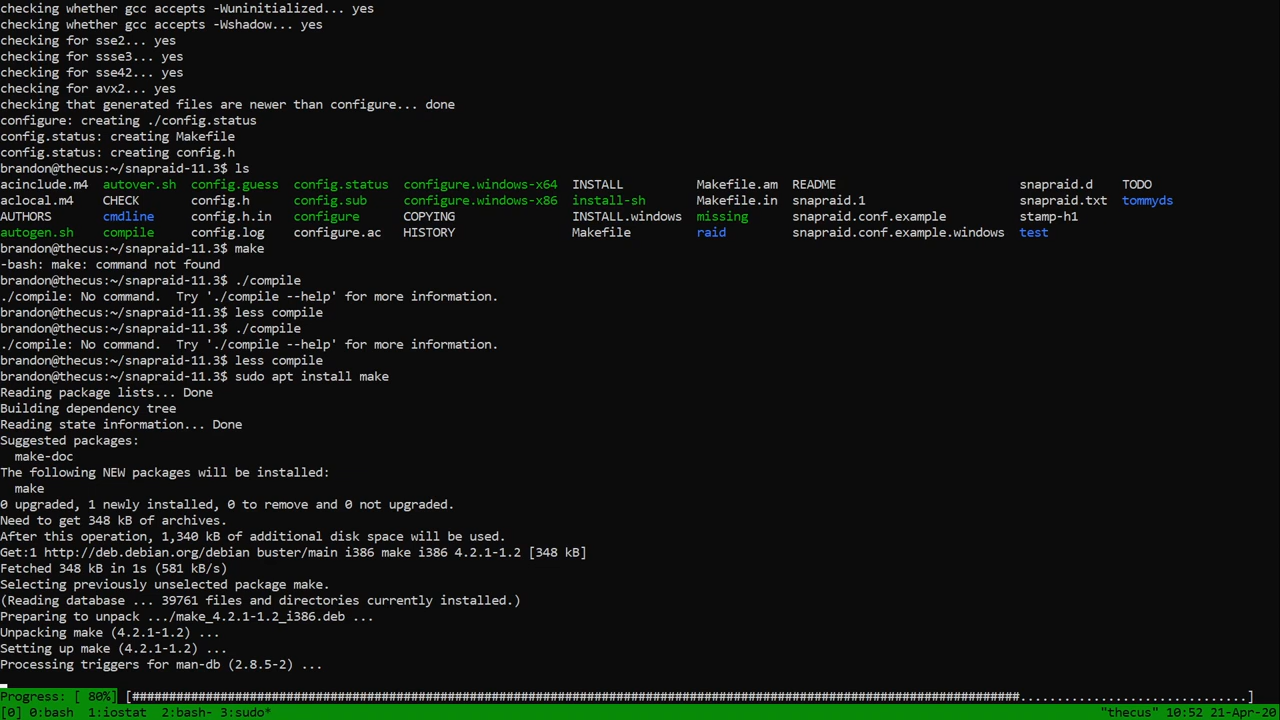 checking whether gcc accepts -Wuninitialized... yes
checking whether gcc accepts -Wshadow... yes
checking for sse2... yes
checking for ssse3... yes
checking for sse42... yes
checking for avx2... yes
checking that generated files are newer than configure... done
configure: creating ./config.status
config.status: creating Makefile
config.status: creating config.h
brandon@thecus:~/snapraid-11.3$ ls
acinclude.m4  autover.sh  config.guess  config.status  configure.windows-x64  INSTALL          Makefile.am  README                         snapraid.d    TODO
aclocal.m4    CHECK       config.h      config.sub     configure.windows-x86  install-sh       Makefile.in  snapraid.1                     snapraid.txt  tommyds
AUTHORS       cmdline     config.h.in   configure      COPYING                INSTALL.windows  missing      snapraid.conf.example          stamp-h1
autogen.sh    compile     config.log    configure.ac   HISTORY                Makefile         raid         snapraid.conf.example.windows  test
brandon@thecus:~/snapraid-11.3$ make
-bash: make: command not found
brandon@thecus:~/snapraid-11.3$ ./compile
./compile: No command.  Try './compile --help' for more information.
brandon@thecus:~/snapraid-11.3$ less compile
brandon@thecus:~/snapraid-11.3$ ./compile
./compile: No command.  Try './compile --help' for more information.
brandon@thecus:~/snapraid-11.3$ less compile
brandon@thecus:~/snapraid-11.3$ sudo apt install make
Reading package lists... Done
Building dependency tree
Reading state information... Done
Suggested packages:
  make-doc
The following NEW packages will be installed:
  make
0 upgraded, 1 newly installed, 0 to remove and 0 not upgraded.
Need to get 348 kB of archives.
After this operation, 1,340 kB of additional disk space will be used.
Get:1 http://deb.debian.org/debian buster/main i386 make i386 4.2.1-1.2 [348 kB]
Fetched 348 kB in 1s (581 kB/s)
Selecting previously unselected package make.
(Reading database ... 39761 files and directories currently installed.)
Preparing to unpack .../make_4.2.1-1.2_i386.deb ...
Unpacking make (4.2.1-1.2) ...
Setting up make (4.2.1-1.2) ...
Processing triggers for man-db (2.8.5-2) ...
Progress: [ 80%] [#########################################################################################################################...............................]
[0] 0:bash  1:iostat  2:bash- 3:sudo*  "thecus" 10:52 21-Apr-20